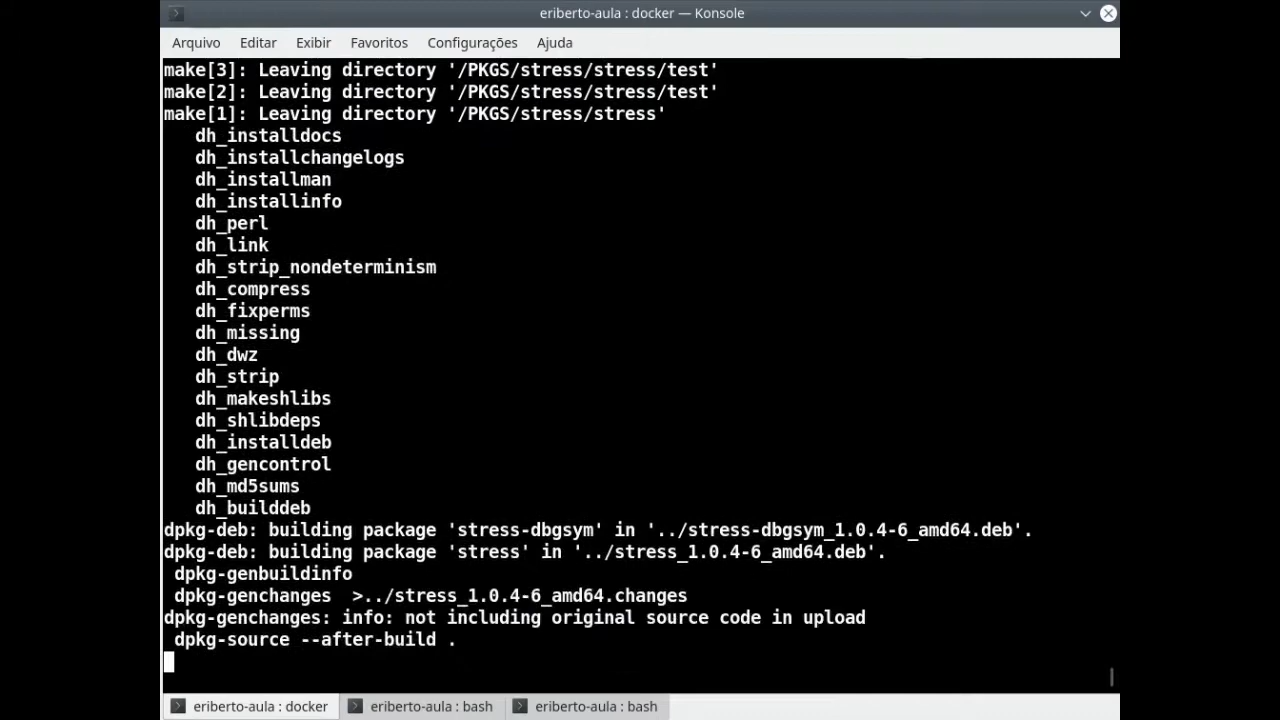 eriberto-aula : docker — Konsole
Arquivo Editar Exibir Favoritos Configurações Ajuda
make[3]: Leaving directory '/PKGS/stress/stress/test'
make[2]: Leaving directory '/PKGS/stress/stress/test'
make[1]: Leaving directory '/PKGS/stress/stress'
dh_installdocs
dh_installchangelogs
dh_installman
dh_installinfo
dh_perl
dh_link
dh_strip_nondeterminism
dh_compress
dh_fixperms
dh_missing
dh_dwz
dh_strip
dh_makeshlibs
dh_shlibdeps
dh_installdeb
dh_gencontrol
dh_md5sums
dh_builddeb
dpkg-deb: building package 'stress-dbgsym' in '../stress-dbgsym_1.0.4-6_amd64.deb'.
dpkg-deb: building package 'stress' in '../stress_1.0.4-6_amd64.deb'.
dpkg-genbuildinfo
dpkg-genchanges  >../stress_1.0.4-6_amd64.changes
dpkg-genchanges: info: not including original source code in upload
dpkg-source --after-build .
eriberto-aula : docker eriberto-aula : bash eriberto-aula : bash